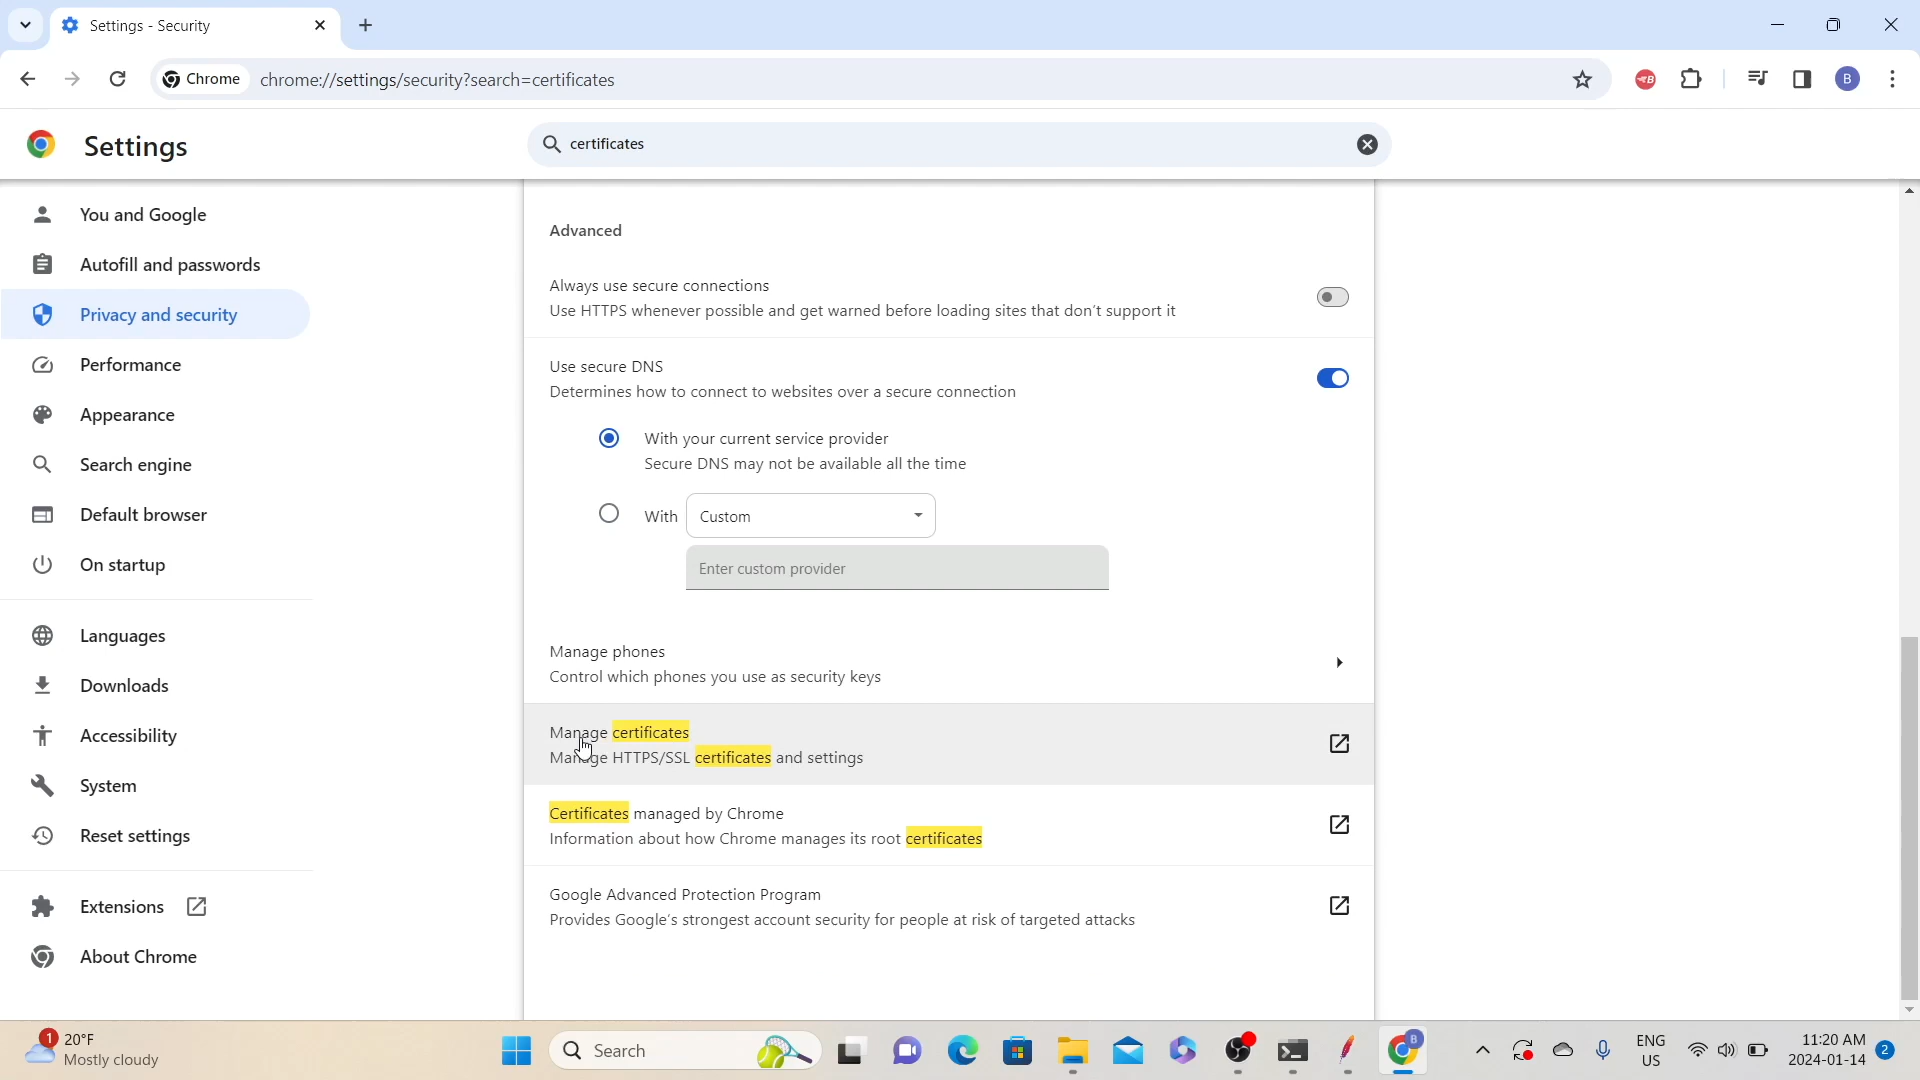 Settings - Security
Chrome
chrome://settings/security?search=certificates
B
Settings
certificates
You and Google
Autofill and passwords
Privacy and security
Performance
Appearance
Search engine
Default browser
On startup
Languages
Downloads
Accessibility
System
Reset settings
Extensions
About Chrome
Advanced
Always use secure connections
Use HTTPS whenever possible and get warned before loading sites that don't support it
Use secure DNS
Determines how to connect to websites over a secure connection
With your current service provider
Secure DNS may not be available all the time
With
Custom
Enter custom provider
Manage phones
Control which phones you use as security keys
Manage certificates
Manage HTTPS/SSL certificates and settings
Certificates managed by Chrome
Information about how Chrome manages its root certificates
Google Advanced Protection Program
Provides Google's strongest account security for people at risk of targeted attacks
1
20°F
Mostly cloudy
Search
B
ENG
US
11:20 AM
2024-01-14
2